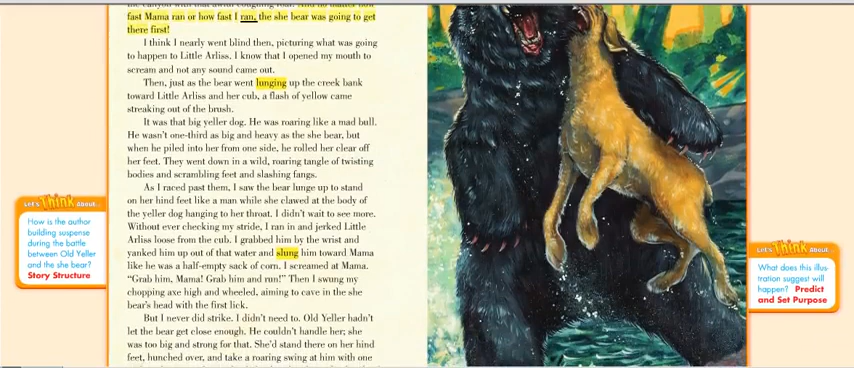 fast Mama ran or how fast I ran, the she bear was going to get
there first!
I think I nearly went blind then, picturing what was going
to happen to Little Arliss. I know that I opened my mouth to
scream and not any sound came out.
Then, just as the bear went lunging up the creek bank
toward Little Arliss and her cub, a flash of yellow came
streaking out of the brush.
It was that big yeller dog. He was roaring like a mad bull.
He wasn't one-third as big and heavy as the she bear, but
when he piled into her from one side, he rolled her clear off
her feet. They went down in a wild, roaring tangle of twisting
bodies and scrambling feet and slashing fangs.
As I raced past them, I saw the bear lunge up to stand
on her hind feet like a man while she clawed at the body of
the yeller dog hanging to her throat. I didn't wait to see more.
Without ever checking my stride, I ran in and jerked Little
Arliss loose from the cub. I grabbed him by the wrist and
yanked him up out of that water and slung him toward Mama
like he was a half-empty sack of corn. I screamed at Mama.
"Grab him, Mama! Grab him and run!" Then I swung my
chopping axe high and wheeled, aiming to cave in the she
bear's head with the first lick.
But I never did strike. I didn't need to. Old Yeller hadn't
let the bear get close enough. He couldn't handle her; she
was too big and strong for that. She'd stand there on her hind
feet, hunched over, and take a roaring swing at him with one
Let's Think About...
How is the author
building suspense
during the battle
between Old Yeller
and the she bear?
Story Structure
Let's Think About...
What does this illus-
tration suggest will
happen? Predict
and Set Purpose